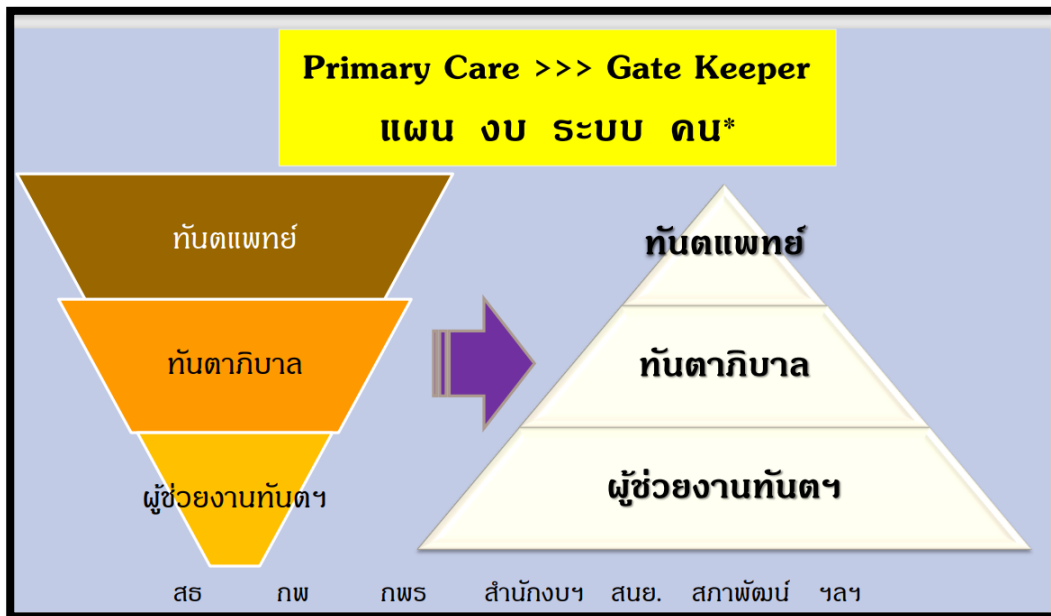 Primary Care >>> Gate Keeper
แผน งบ ระบบ คน*
ทันตแพทย์
ทันตาภิบาล
ผู้ช่วยงานทันตฯ
ทันตแพทย์
ทันตาภิบาล
ผู้ช่วยงานทันตฯ
สธ กพ กพร สำนักงบฯ สนย. สภาพัฒน์ ฯลฯ